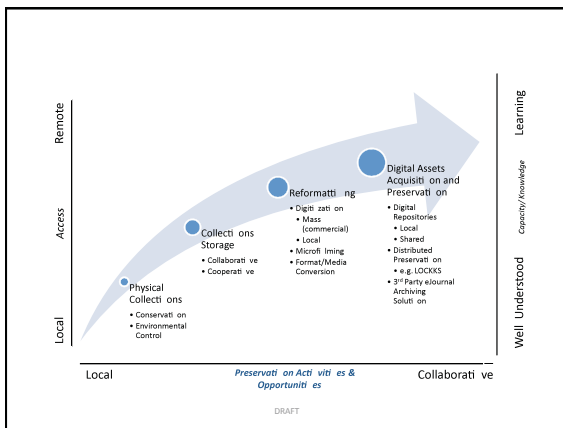 Remote
Access
Local
Learning
Capacity/Knowledge
Well Understood
Digital Assets
Acquisiti on and
Preservati on
• Digital
Repositories
• Local
• Shared
• Distributed
Preservati on
• e.g. LOCKKS
• 3rd Party eJournal
Archiving
Soluti on
Reformatti ng
• Digiti zati on
• Mass
(commercial)
• Local
• Microfi lming
• Format/Media
Conversion
Collecti ons
Storage
• Collaborati ve
• Cooperati ve
Physical
Collecti ons
• Conservati on
• Environmental
Control
Local
Preservati on Acti viti es &
Opportuniti es
Collaborati ve
DRAFT